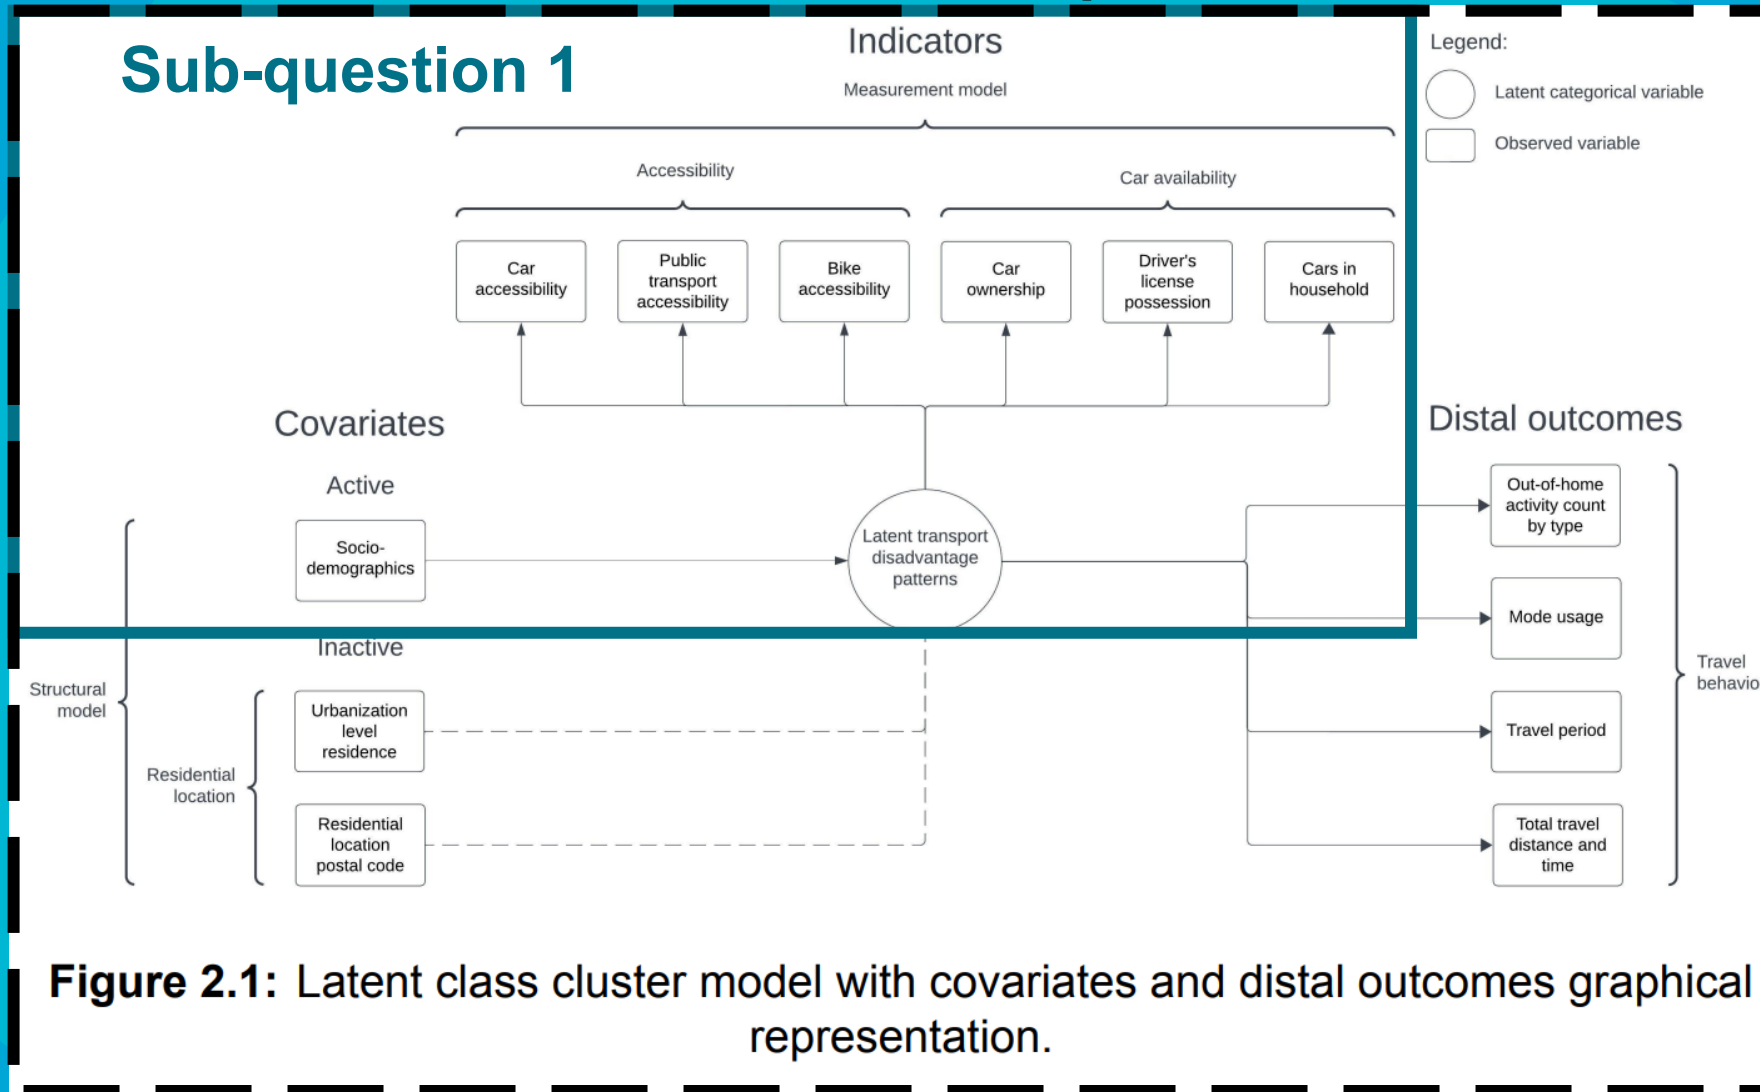 Sub-question 1
Indicators
Measurement model
Legend:
Latent categorical variable
Observed variable
Accessibility
Car availability
Car
accessibility
Public
transport
accessibility
Bike
accessibility
Car
ownership
Driver's
license
possession
Cars in
household
Covariates
Active
Socio-
demographics
Latent transport
disadvantage
patterns
Distal outcomes
Out-of-home
activity count
by type
Mode usage
Travel period
Total travel
distance and
time
Travel
behavio
Inactive
Structural
model
Residential
location
Urbanization
level
residence
Residential
location
postal code
Figure 2.1: Latent class cluster model with covariates and distal outcomes graphical
representation.